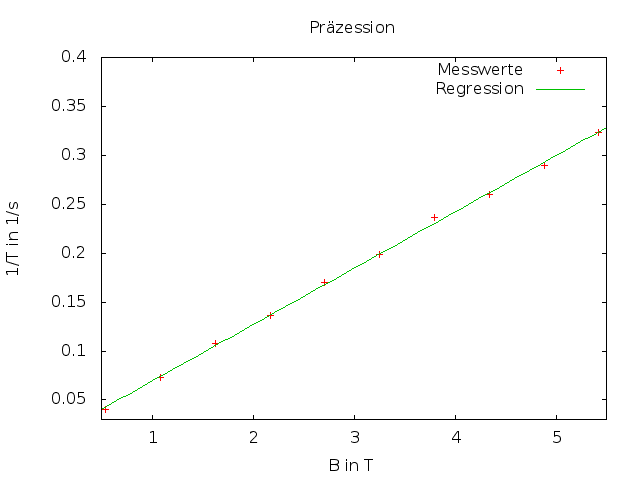 Präzession
Messwerte
Regression
0.4
0.35
0.3
0.25
0.2
0.15
0.1
0.05
1/T in 1/s
1 2 3 4 5
B in T